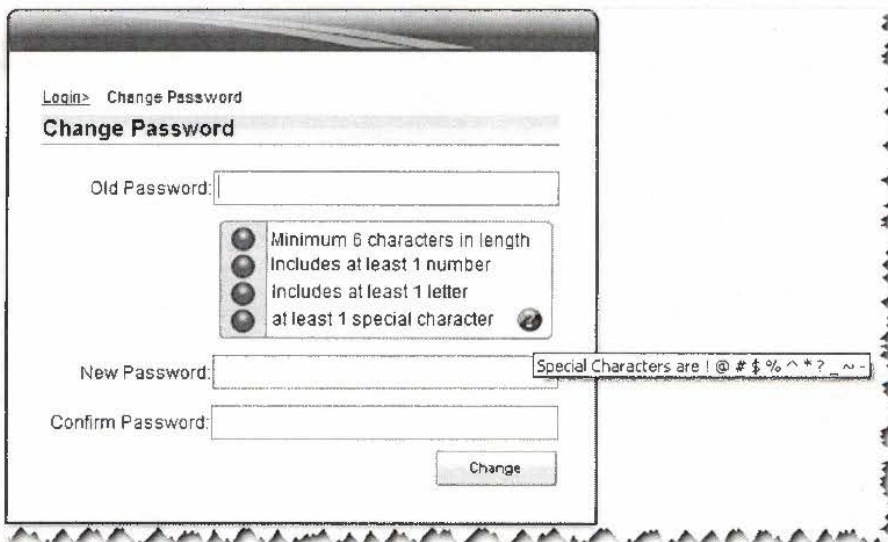 Login> Change Password
Change Password
Old Password:
Minimum 6 characters in length
Includes at least 1 number
Includes at least 1 letter
at least 1 special character
Special Characters are ! @ # $ % ^ * ? _ ~ -
New Password:
Confirm Password:
Change